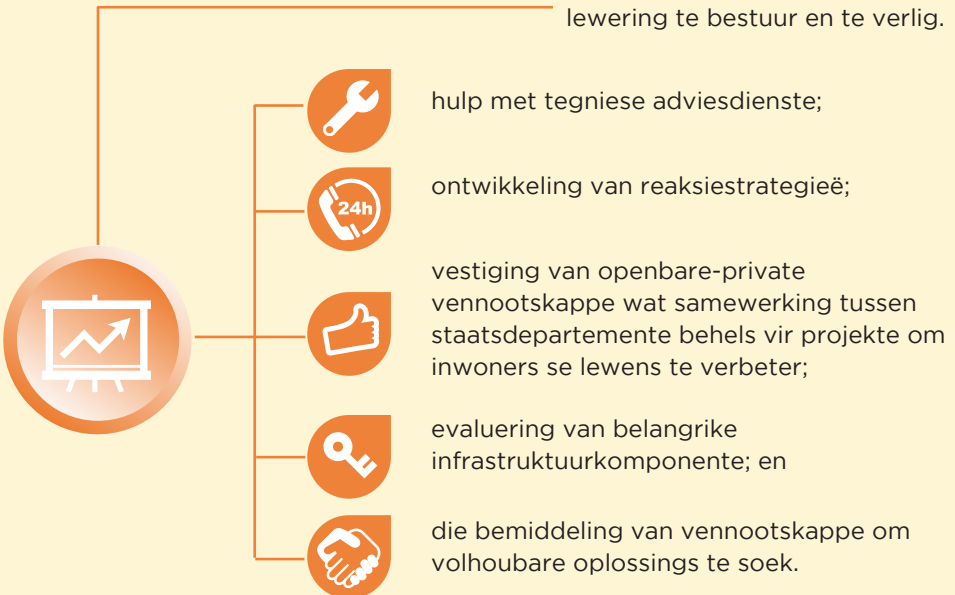 lewering te bestuur en te verlig.
hulp met tegniese adviesdienste;
24h
ontwikkeling van reaksiestrategieë;
vestiging van openbare-private
vennootskappe wat samewerking tussen
staatsdepartemente behels vir projekte om
inwoners se lewens te verbeter;
evaluering van belangrike
infrastruktuurkomponente; en
die bemiddeling van vennootskappe om
volhoubare oplossings te soek.